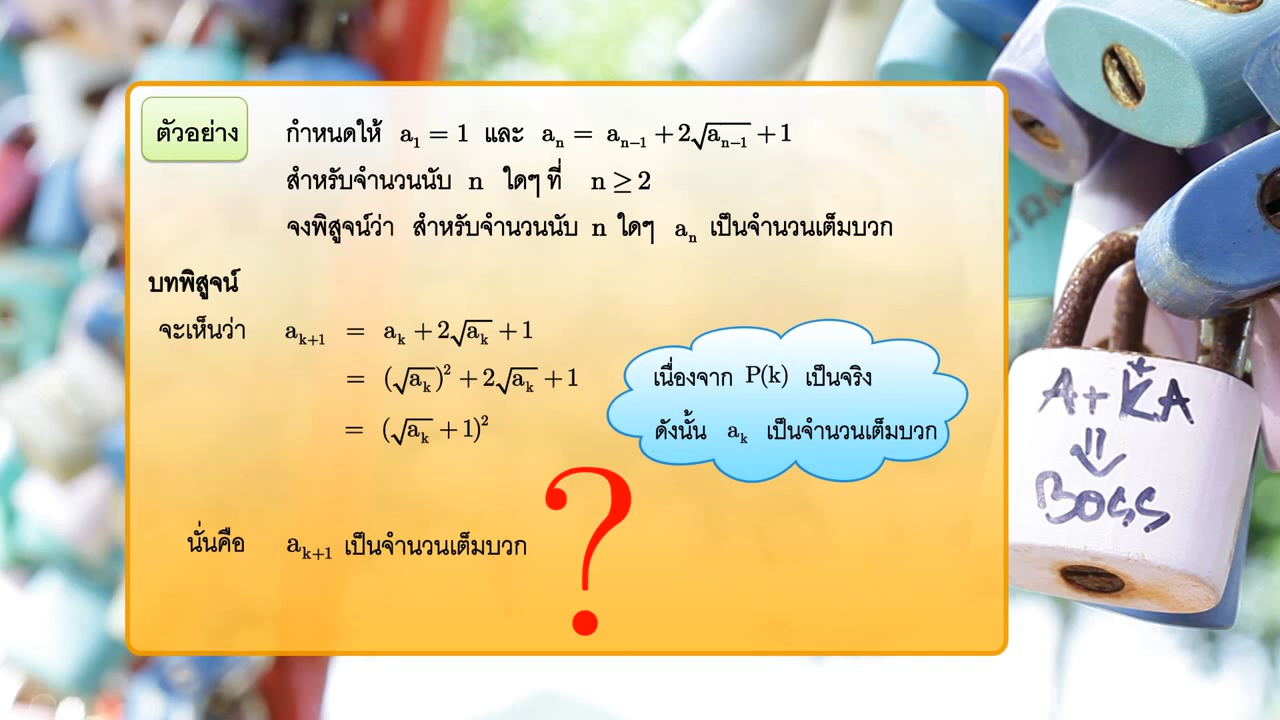 ตัวอย่าง กำหนดให้ a₁ = 1 และ aₙ = aₙ₋₁ + 2√aₙ₋₁ + 1
สำหรับจำนวนนับ n ใดๆ ที่ n ≥ 2
จงพิสูจน์ว่า สำหรับจำนวนนับ n ใดๆ aₙ เป็นจำนวนเต็มบวก
บทพิสูจน์
จะเห็นว่า aₖ₊₁ = aₖ + 2√aₖ + 1
= (√aₖ)² + 2√aₖ + 1
= (√aₖ + 1)²
เนื่องจาก P(k) เป็นจริง
ดังนั้น aₖ เป็นจำนวนเต็มบวก
นั่นคือ aₖ₊₁ เป็นจำนวนเต็มบวก
?
A+KA
BOSS